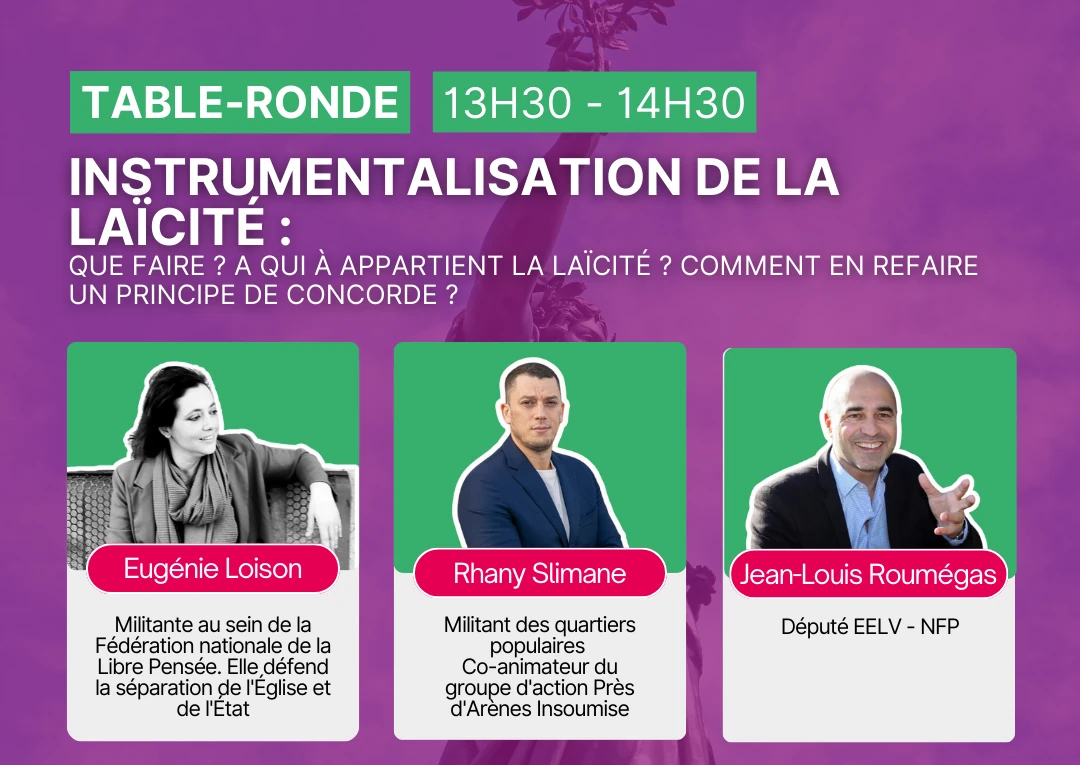 TABLE-RONDE
13H30 - 14H30
INSTRUMENTALISATION DE LA
LAÏCITÉ :
QUE FAIRE ? A QUI À APPARTIENT LA LAÏCITÉ ? COMMENT EN REFAIRE
UN PRINCIPE DE CONCORDE ?
Eugénie Loison
Militante au sein de la
Fédération nationale de la
Libre Pensée. Elle défend
la séparation de l'Église et
de l'État
Rhany Slimane
Militant des quartiers
populaires
Co-animateur du
groupe d'action Près
d'Arènes Insoumise
Jean-Louis Roumégas
Député EELV - NFP